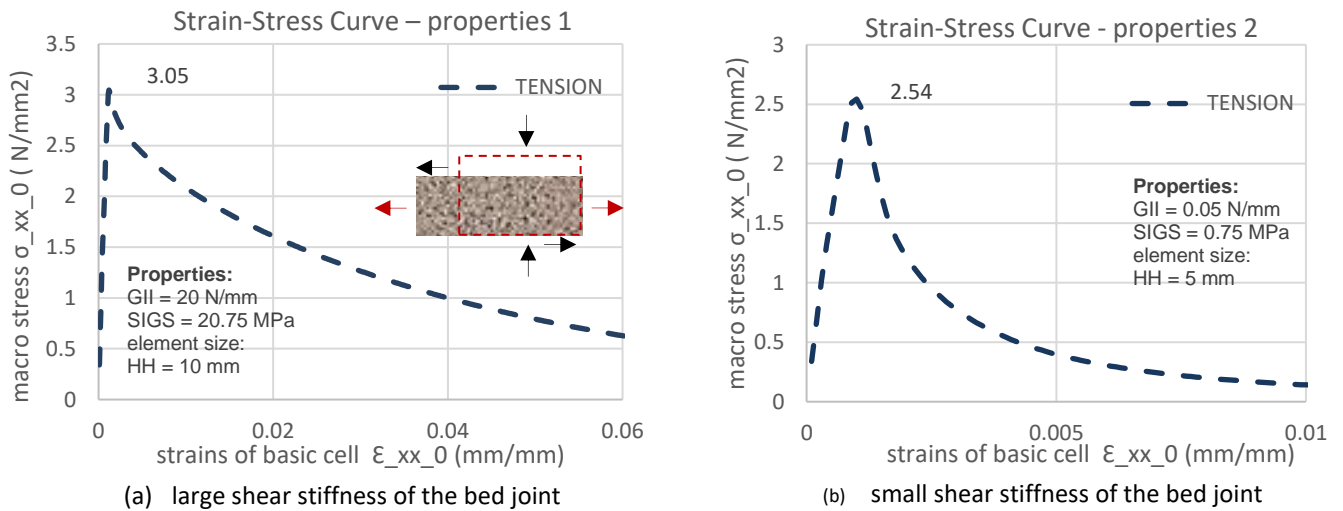 Strain-Stress Curve – properties 1
3.5
3
2.5
2
1.5
1
0.5
0
macro stress σ_xx_0 ( N/mm2)
3.05
TENSION
Properties:
GII = 20 N/mm
SIGS = 20.75 MPa
element size:
HH = 10 mm
0
0.02
0.04
0.06
strains of basic cell ℇ_xx_0 (mm/mm)
(a) large shear stiffness of the bed joint
Strain-Stress Curve - properties 2
3
2.5
2
1.5
1
0.5
0
macro stress σ_xx_0 ( N/mm2)
2.54
TENSION
Properties:
GII = 0.05 N/mm
SIGS = 0.75 MPa
element size:
HH = 5 mm
0
0.005
0.01
strains of basic cell ℇ_xx_0 (mm/mm)
(b) small shear stiffness of the bed joint